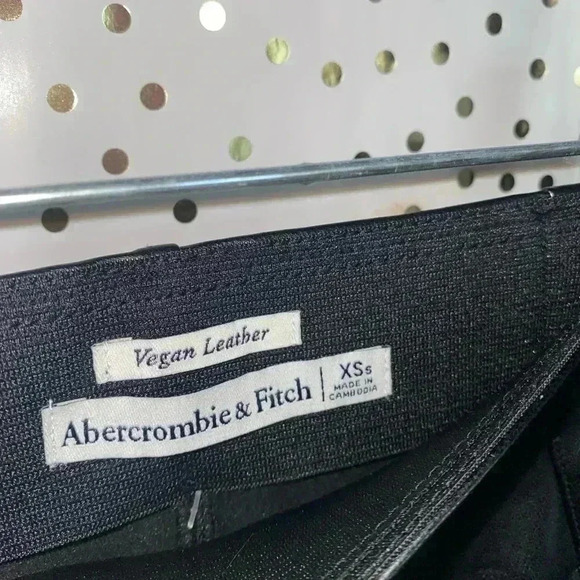 Vegan Leather
Abercrombie & Fitch
XSs
MADE IN
CAMBODIA